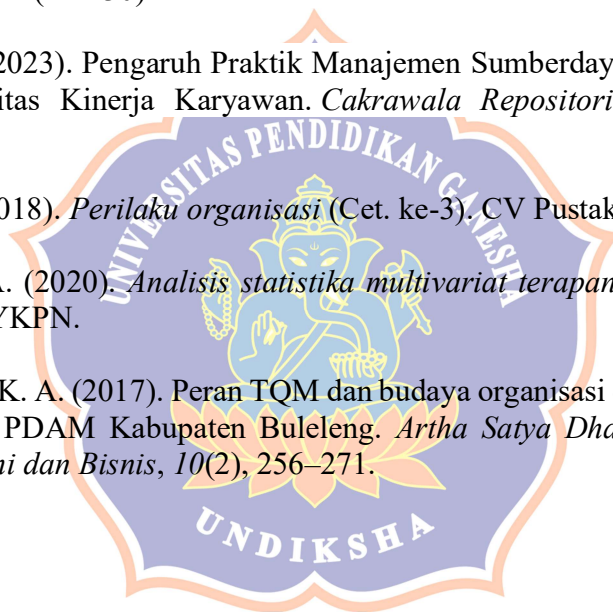 2023). Pengaruh Praktik Manajemen Sumberday
itas Kinerja Karyawan. Cakrawala Repositori
UNIVERSITAS PENDIDIKAN GANESHA
018). Perilaku organisasi (Cet. ke-3). CV Pustak
A. (2020). Analisis statistika multivariat terapan
YKPN.
K. A. (2017). Peran TQM dan budaya organisasi
PDAM Kabupaten Buleleng. Artha Satya Dha
ni dan Bisnis, 10(2), 256–271.
UNDIKSHA